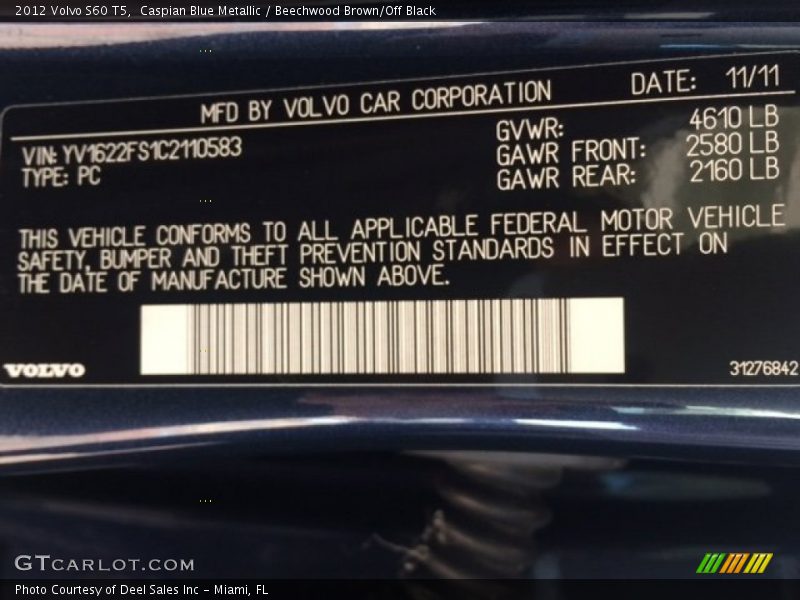 2012 Volvo S60 T5,  Caspian Blue Metallic / Beechwood Brown/Off Black
MFD BY VOLVO CAR CORPORATION DATE: 11/11
VIN: YV1622FS1C2110583 GVWR: 4610 LB
TYPE: PC GAWR FRONT: 2580 LB
GAWR REAR: 2160 LB
THIS VEHICLE CONFORMS TO ALL APPLICABLE FEDERAL MOTOR VEHICLE
SAFETY, BUMPER AND THEFT PREVENTION STANDARDS IN EFFECT ON
THE DATE OF MANUFACTURE SHOWN ABOVE.
VOLVO 31276842
GTCARLOT.COM
Photo Courtesy of Deel Sales Inc - Miami, FL